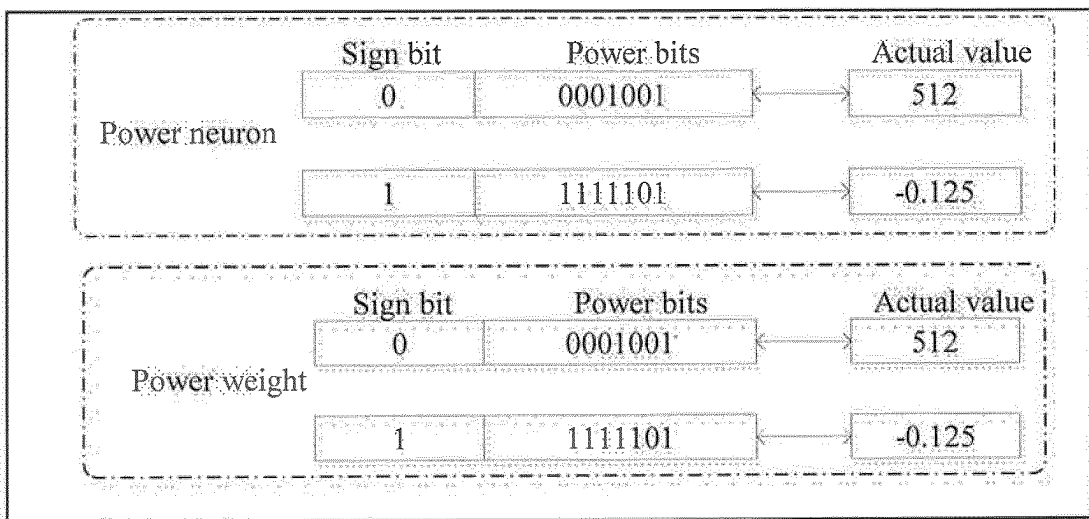 Sign bit Power bits Actual value
0 0001001 512
Power neuron
1 1111101 -0.125
Sign bit Power bits Actual value
0 0001001 512
Power weight
1 1111101 -0.125